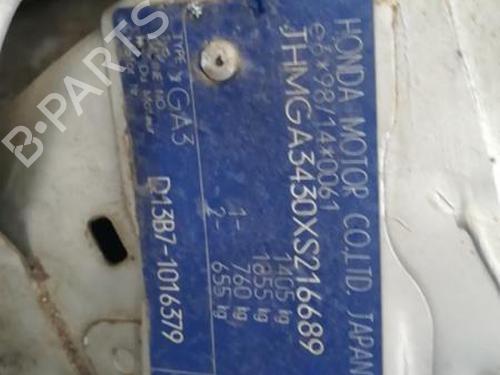 HONDA MOTOR CO.,LTD. JAPAN
e6*98/14*0061
JHMGA3430XS216689
1405 kg
1855 kg
1- 760 kg
2- 655 kg
TYPE GA3
D13B7-1016379
B-PARTS